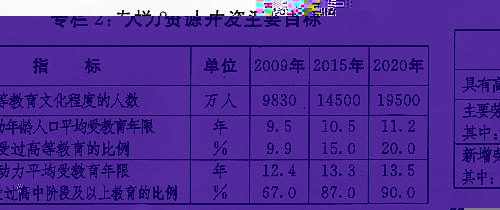 专栏2:人力资源开发主要目标
指 标 单位 2009年 2015年 2020年
等教育文化程度的人数 万人 9830 14500 19500
动年龄人口平均受教育年限 年 9.5 10.5 11.2
受过高等教育的比例 % 9.9 15.0 20.0
动力平均受教育年限 年 12.4 13.3 13.5
过高中阶段及以上教育的比例 % 67.0 87.0 90.0
具有高
主要劳
其中:
新增劳
其中: